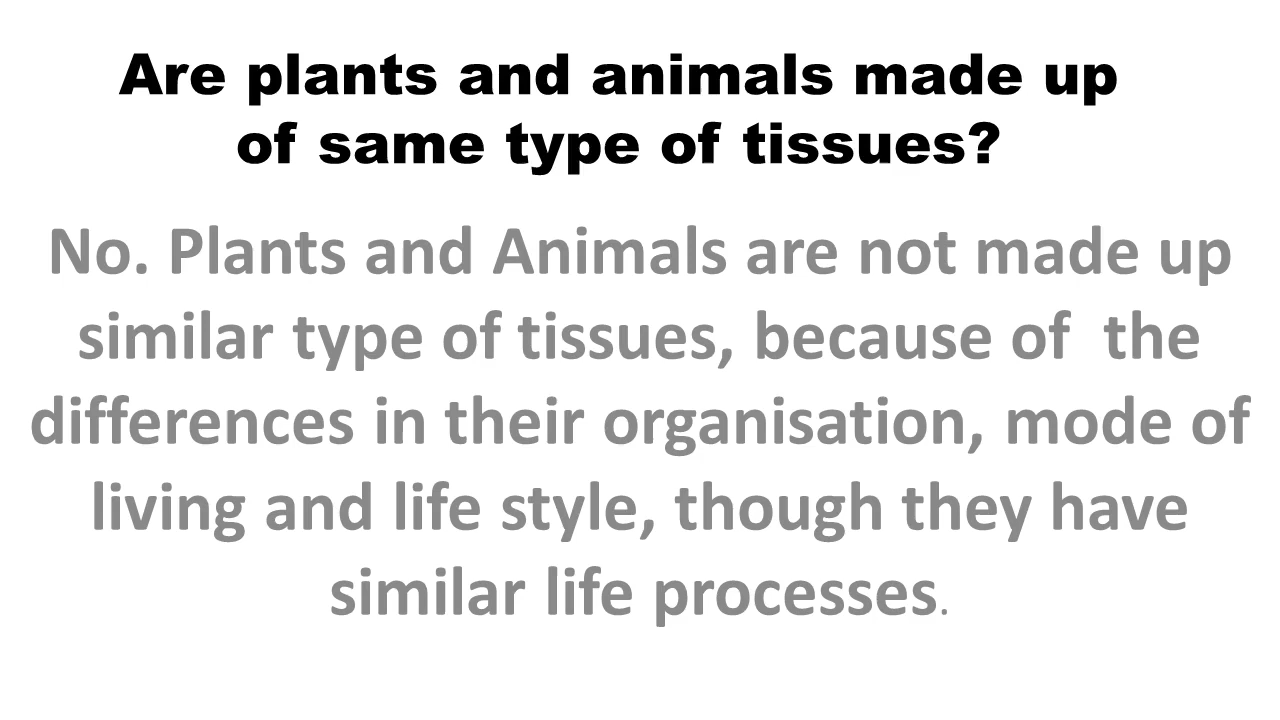 Are plants and animals made up
of same type of tissues?
No. Plants and Animals are not made up
similar type of tissues, because of  the
differences in their organisation, mode of
living and life style, though they have
similar life processes.